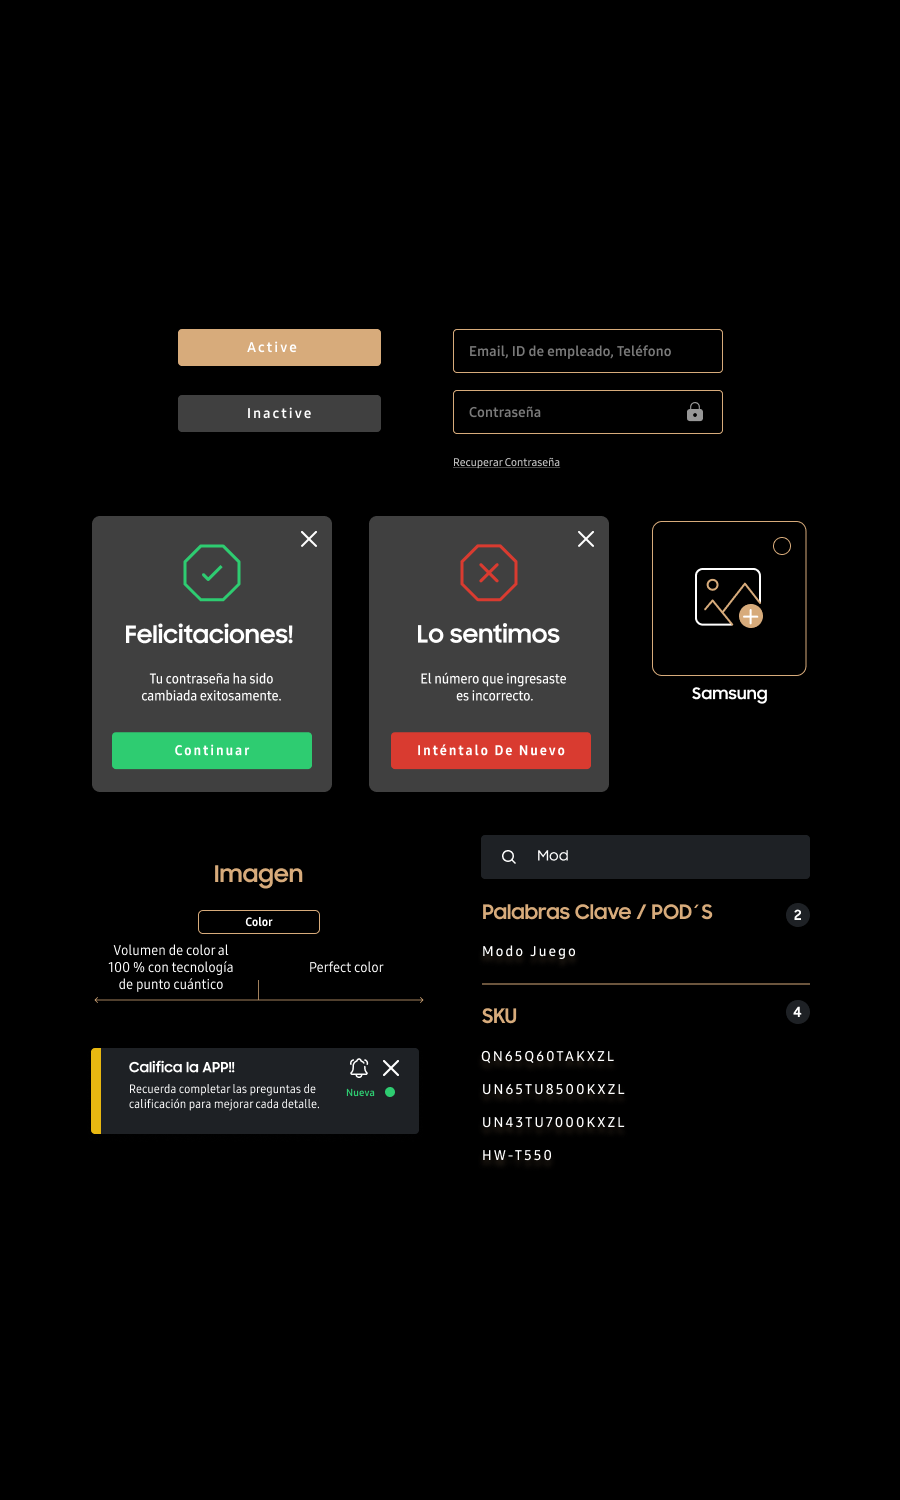 Active
Inactive
Email, ID de empleado, Teléfono
Contraseña
Recuperar Contraseña
Felicitaciones!
Tu contraseña ha sido
cambiada exitosamente.
Continuar
Lo sentimos
El número que ingresaste
es incorrecto.
Inténtalo De Nuevo
Samsung
Imagen
Color
Volumen de color al
100 % con tecnología
de punto cuántico
Perfect color
Califica la APP!!
Recuerda completar las preguntas de
calificación para mejorar cada detalle.
Nueva
Mod
Palabras Clave / POD´S
2
Modo Juego
SKU
4
QN65Q60TAKXZL
UN65TU8500KXZL
UN43TU7000KXZL
HW-T550